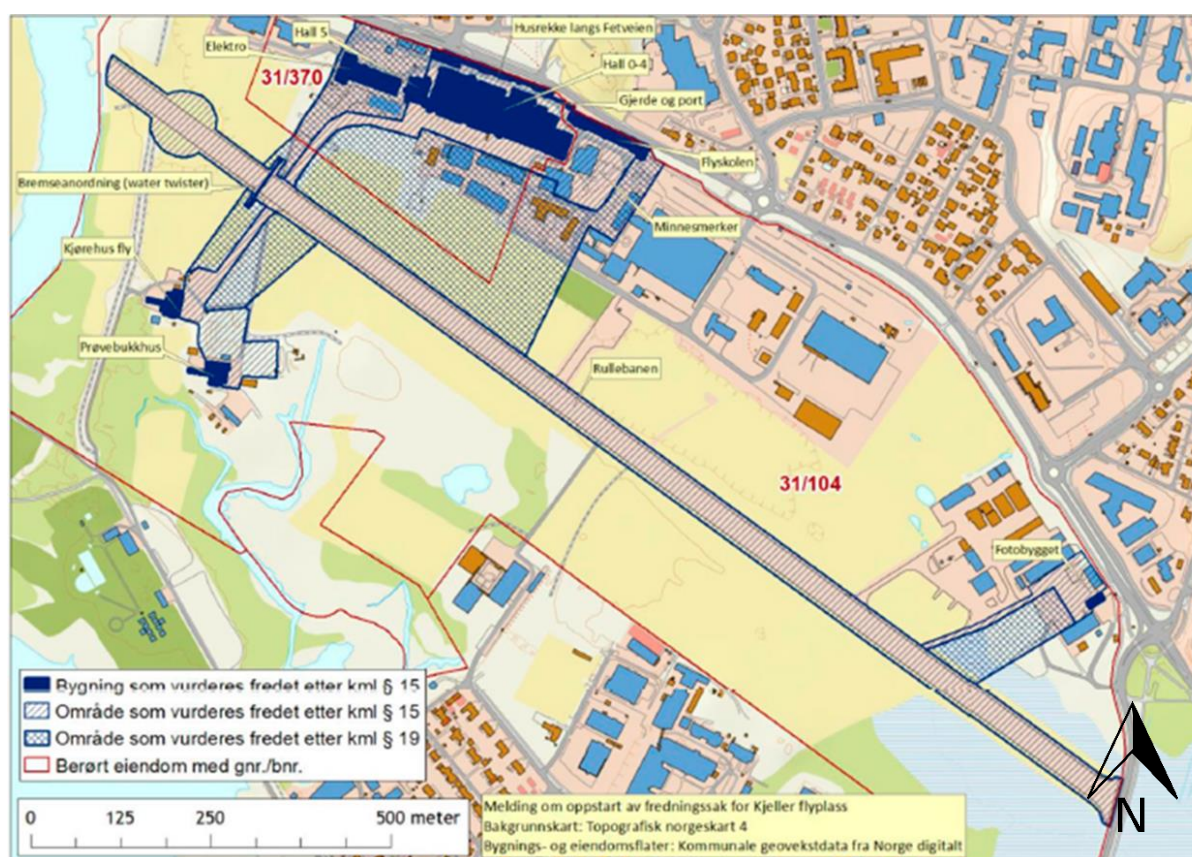 Hall 5
Husrekke langs Fetveien
Elektro
Hall 0-4
31/370
Gjerde og port
Flyskolen
Bremseanordning (water twister)
Minnesmerker
Kjørehus fly
Prøvebukkhus
Rullebanen
31/104
Fotobygget
Bygning som vurderes fredet etter kml § 15
Område som vurderes fredet etter kml § 15
Område som vurderes fredet etter kml § 19
Berørt eiendom med gnr./bnr.
0 125 250 500 meter
Melding om oppstart av fredningssak for Kjeller flyplass
Bakgrunnskart: Topografisk norgeskart 4
Bygnings- og eiendomsflater: Kommunale geovekstdata fra Norge digitalt
N